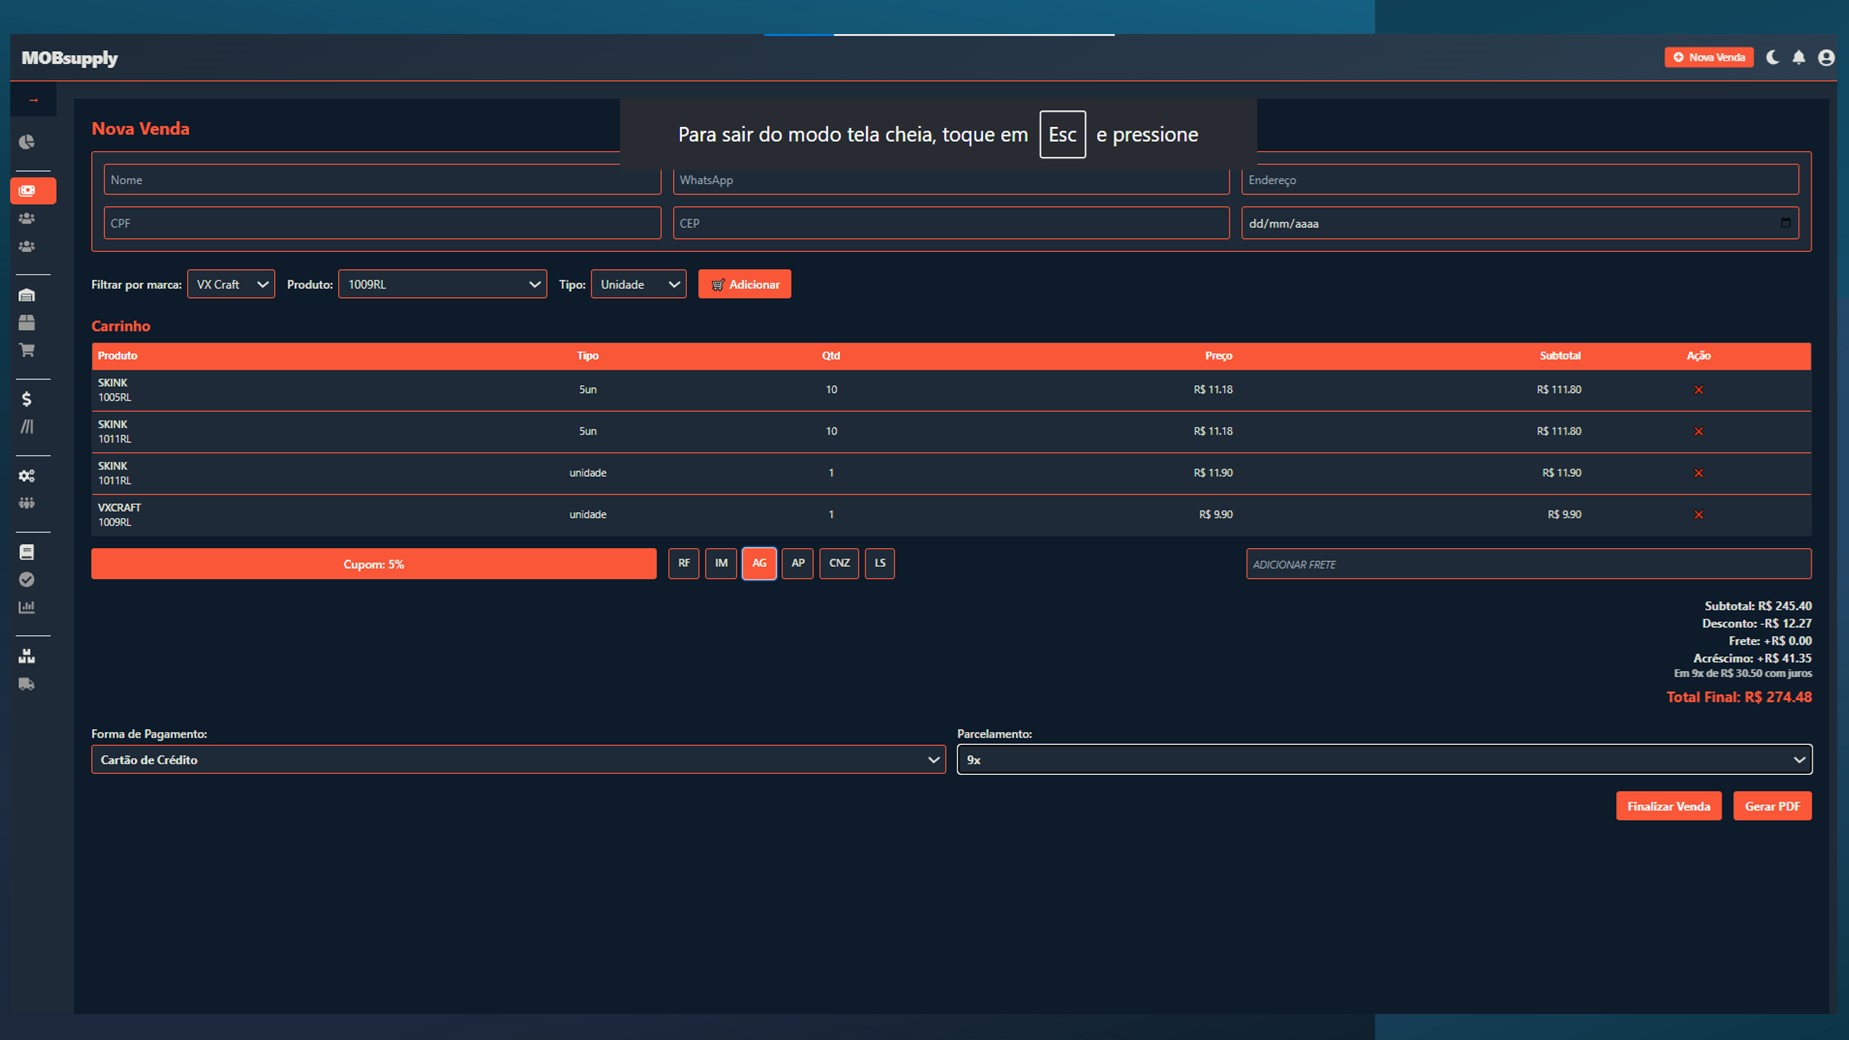 MOBsupply
Nova Venda
Para sair do modo tela cheia, toque em Esc e pressione
Nova Venda
Nome
WhatsApp
Endereço
CPF
CEP
dd/mm/aaaa
Filtrar por marca: VX Craft Produto: 1009RL Tipo: Unidade Adicionar
Carrinho
Produto Tipo Qtd Preço Subtotal Ação
SKINK
1005RL 5un 10 R$ 11.18 R$ 111.80
SKINK
1011RL 5un 10 R$ 11.18 R$ 111.80
SKINK
1011RL unidade 1 R$ 11.90 R$ 11.90
VXCRAFT
1009RL unidade 1 R$ 9.90 R$ 9.90
Cupom: 5% RF IM AG AP CNZ LS ADICIONAR FRETE
Subtotal: R$ 245.40
Desconto: -R$ 12.27
Frete: +R$ 0.00
Acréscimo: +R$ 41.35
Em 9x de R$ 30.50 com juros
Total Final: R$ 274.48
Forma de Pagamento:
Cartão de Crédito
Parcelamento:
9x
Finalizar Venda Gerar PDF